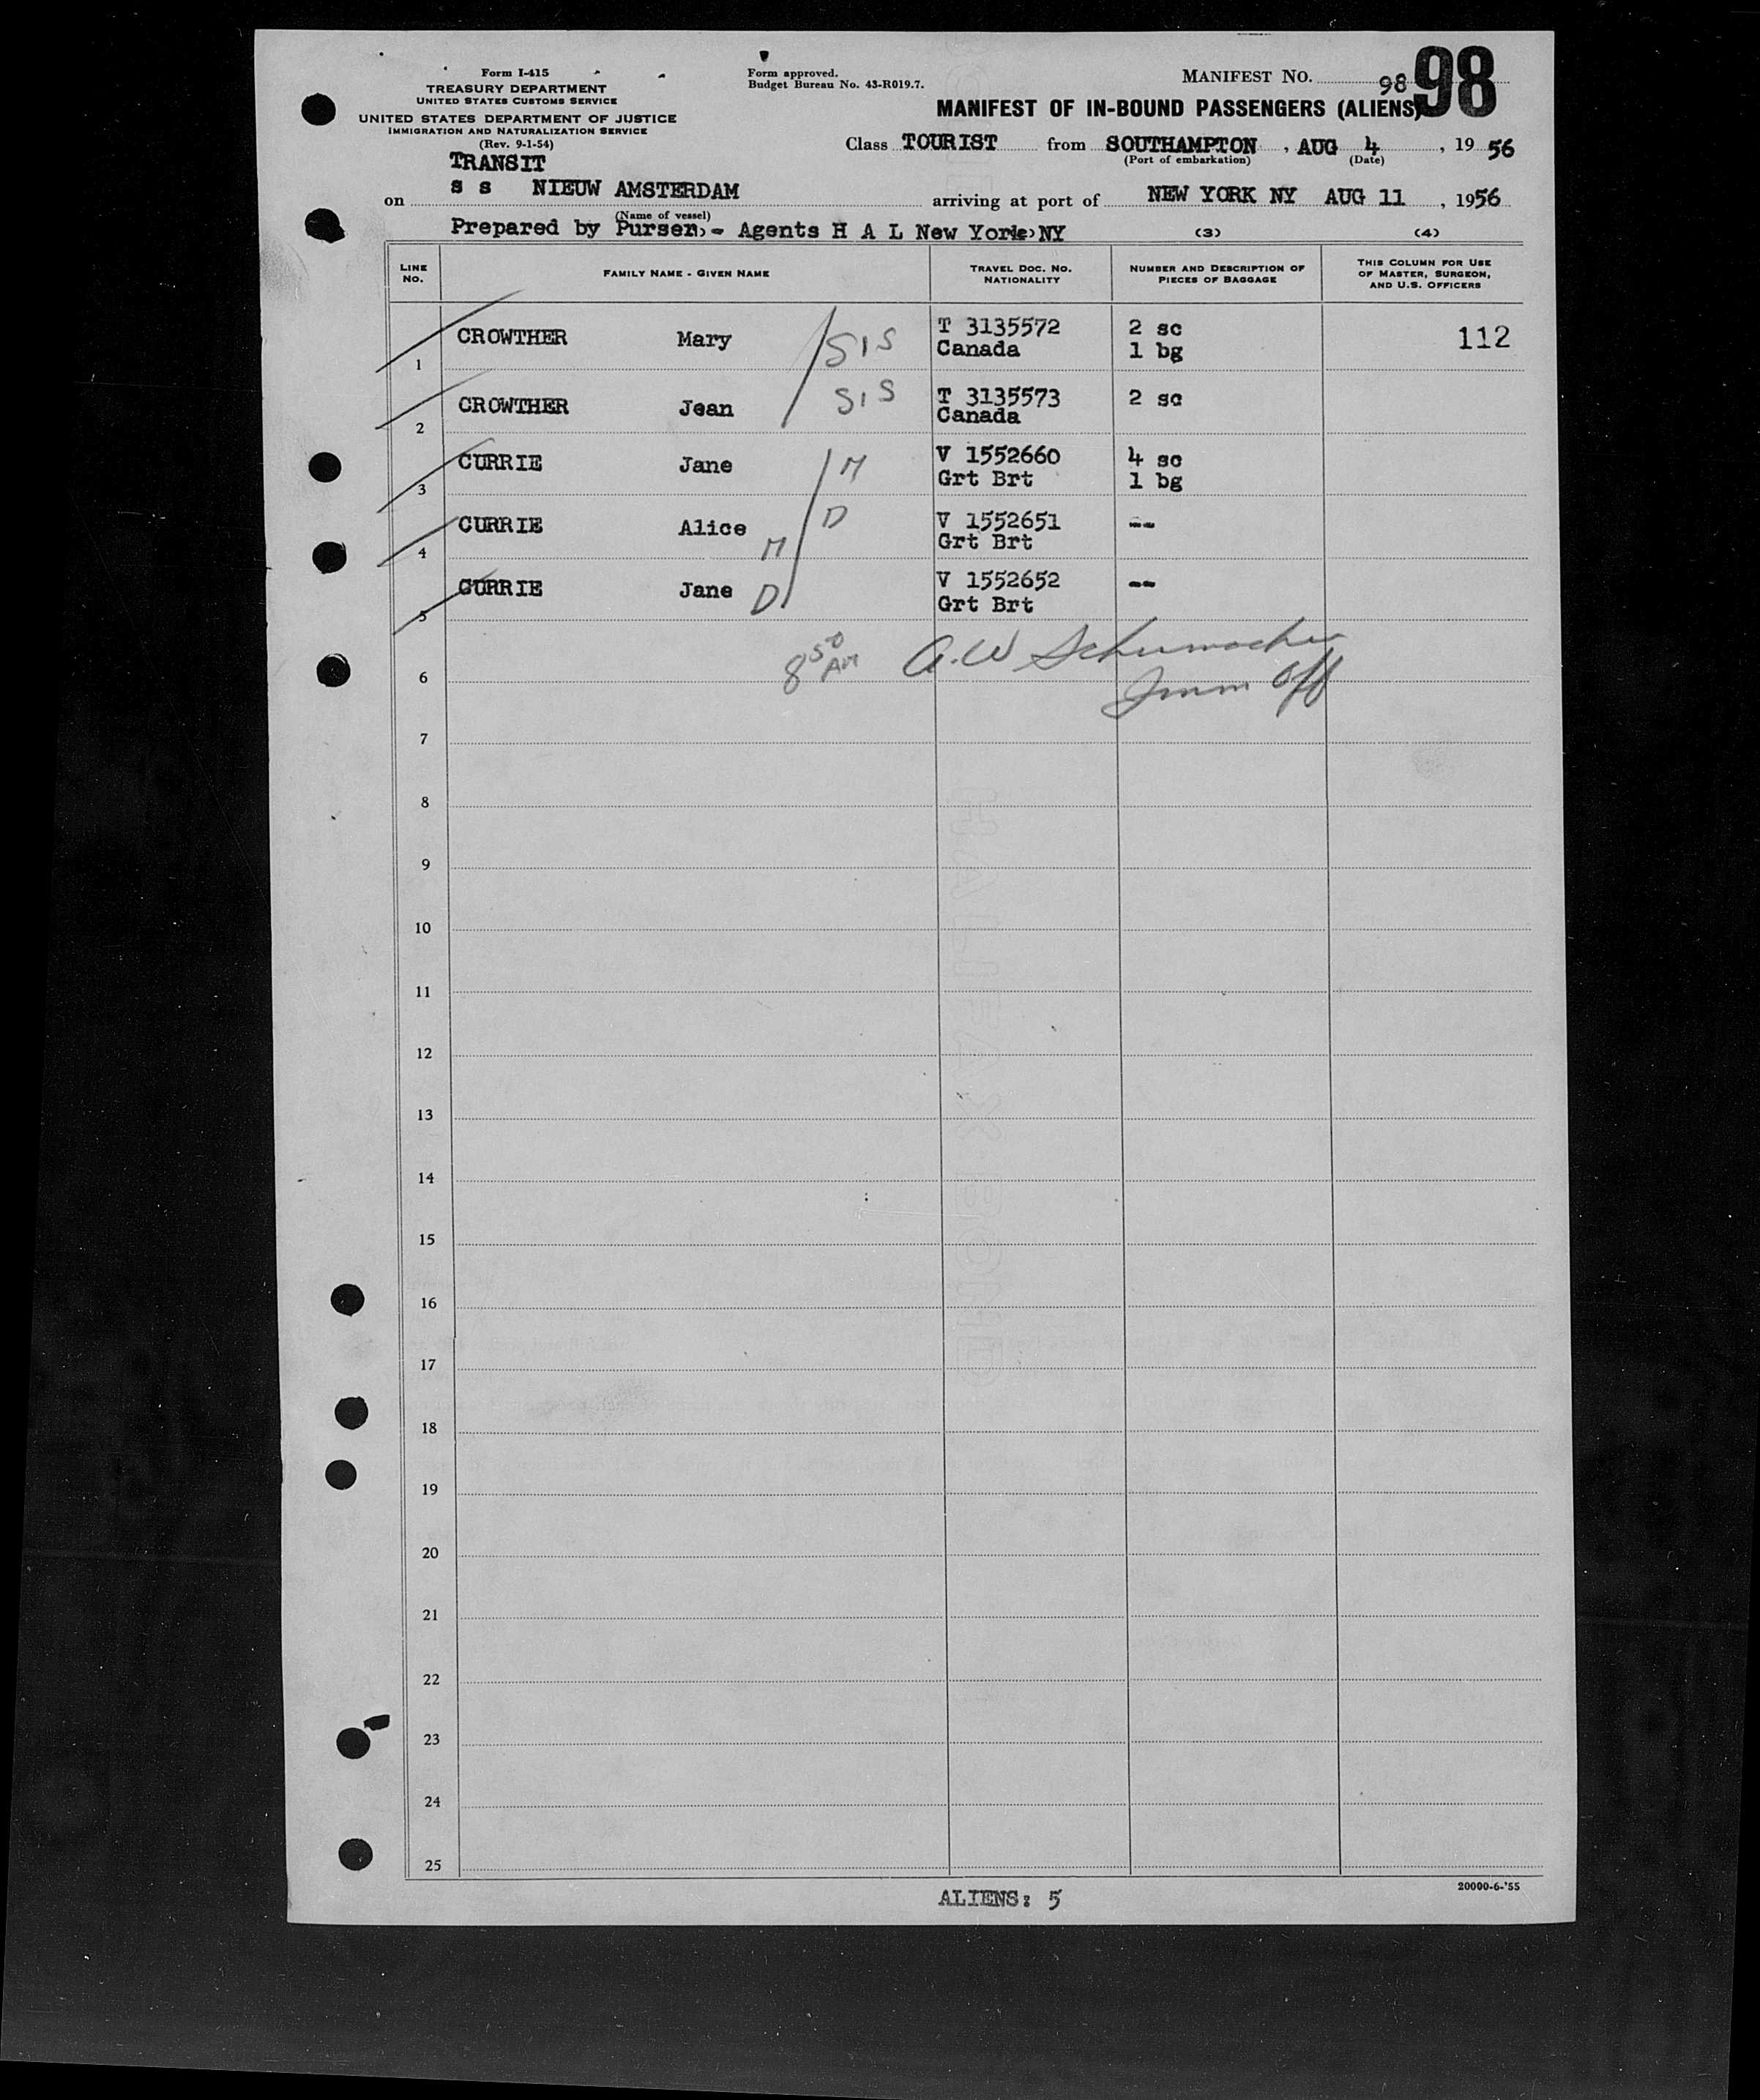 Form I-415
TREASURY DEPARTMENT
UNITED STATES CUSTOMS SERVICE
UNITED STATES DEPARTMENT OF JUSTICE
IMMIGRATION AND NATURALIZATION SERVICE
(Rev. 9-1-54)
Form approved.
Budget Bureau No. 43-R019.7.
MANIFEST NO. 98 98
MANIFEST OF IN-BOUND PASSENGERS (ALIENS)
Class TOURIST from SOUTHAMPTON, AUG 4, 19 56
(Port of embarkation) (Date)
TRANSIT
on s s NIEUW AMSTERDAM arriving at port of NEW YORK NY AUG 11, 1956
(Name of vessel)
Prepared by Purser, - Agents H A L New York, NY (3) (4)
LINE NO. FAMILY NAME - GIVEN NAME TRAVEL DOC. NO. NATIONALITY NUMBER AND DESCRIPTION OF PIECES OF BAGGAGE THIS COLUMN FOR USE OF MASTER, SURGEON, AND U.S. OFFICERS
1 CROWTHER Mary SIS T 3135572 2 sc 112
Canada 1 bg
2 CROWTHER Jean SIS T 3135573 2 sc
Canada
3 CURRIE Jane M V 1552660 4 sc
Grt Brt 1 bg
4 CURRIE Alice M D V 1552651 --
Grt Brt
5 CURRIE Jane D V 1552652 --
Grt Brt
6 8 50 AM A.W Schumacher
Imm Off
7
8
9
10
11
12
13
14
15
16
17
18
19
20
21
22
23
24
25
ALIENS: 5
20000-6-'55